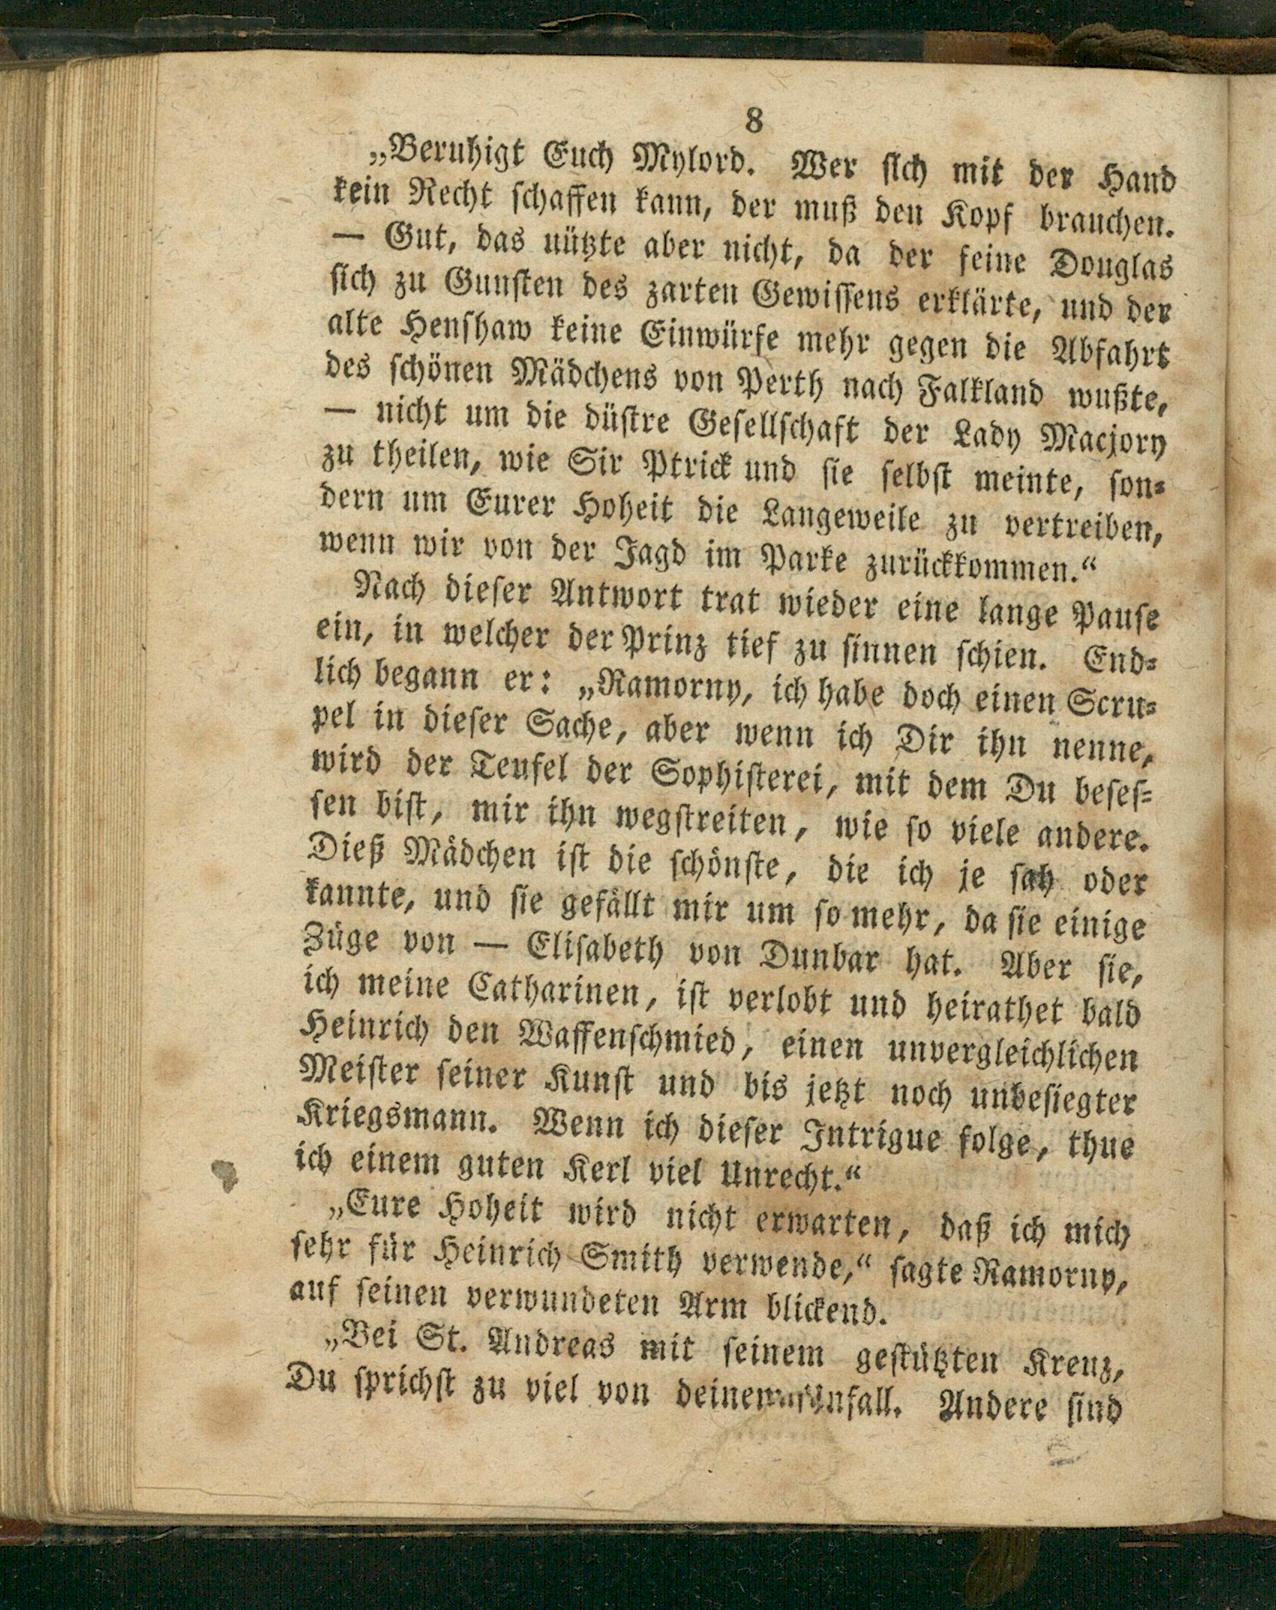 8
„Beruhigt Euch Mylord. Wer sich mit der Hand
kein Recht schaffen kann, der muß den Kopf brauchen.
— Gut, das nützte aber nicht, da der feine Douglas
sich zu Gunsten des zarten Gewissens erklärte, und der
alte Henshaw keine Einwürfe mehr gegen die Abfahrt
des schönen Mädchens von Perth nach Falkland wußte,
— nicht um die düstre Gesellschaft der Lady Macjory
zu theilen, wie Sir Ptrick und sie selbst meinte, son-
dern um Eurer Hoheit die Langeweile zu vertreiben,
wenn wir von der Jagd im Parke zurückkommen.“
Nach dieser Antwort trat wieder eine lange Pause
ein, in welcher der Prinz tief zu sinnen schien. End-
lich begann er: „Ramorny, ich habe doch einen Scru-
pel in dieser Sache, aber wenn ich Dir ihn nenne,
wird der Teufel der Sophisterei, mit dem Du beses-
sen bist, mir ihn wegstreiten, wie so viele andere.
Dieß Mädchen ist die schönste, die ich je sah oder
kannte, und sie gefällt mir um so mehr, da sie einige
Züge von — Elisabeth von Dunbar hat. Aber sie,
ich meine Catharinen, ist verlobt und heirathet bald
Heinrich den Waffenschmied, einen unvergleichlichen
Meister seiner Kunst und bis jetzt noch unbesiegter
Kriegsmann. Wenn ich dieser Intrigue folge, thue
ich einem guten Kerl viel Unrecht.“
„Eure Hoheit wird nicht erwarten, daß ich mich
sehr für Heinrich Smith verwende,“ sagte Ramorny,
auf seinen verwundeten Arm blickend.
„Bei St. Andreas mit seinem gestützten Kreuz,
Du sprichst zu viel von deinem Unfall. Andere sind